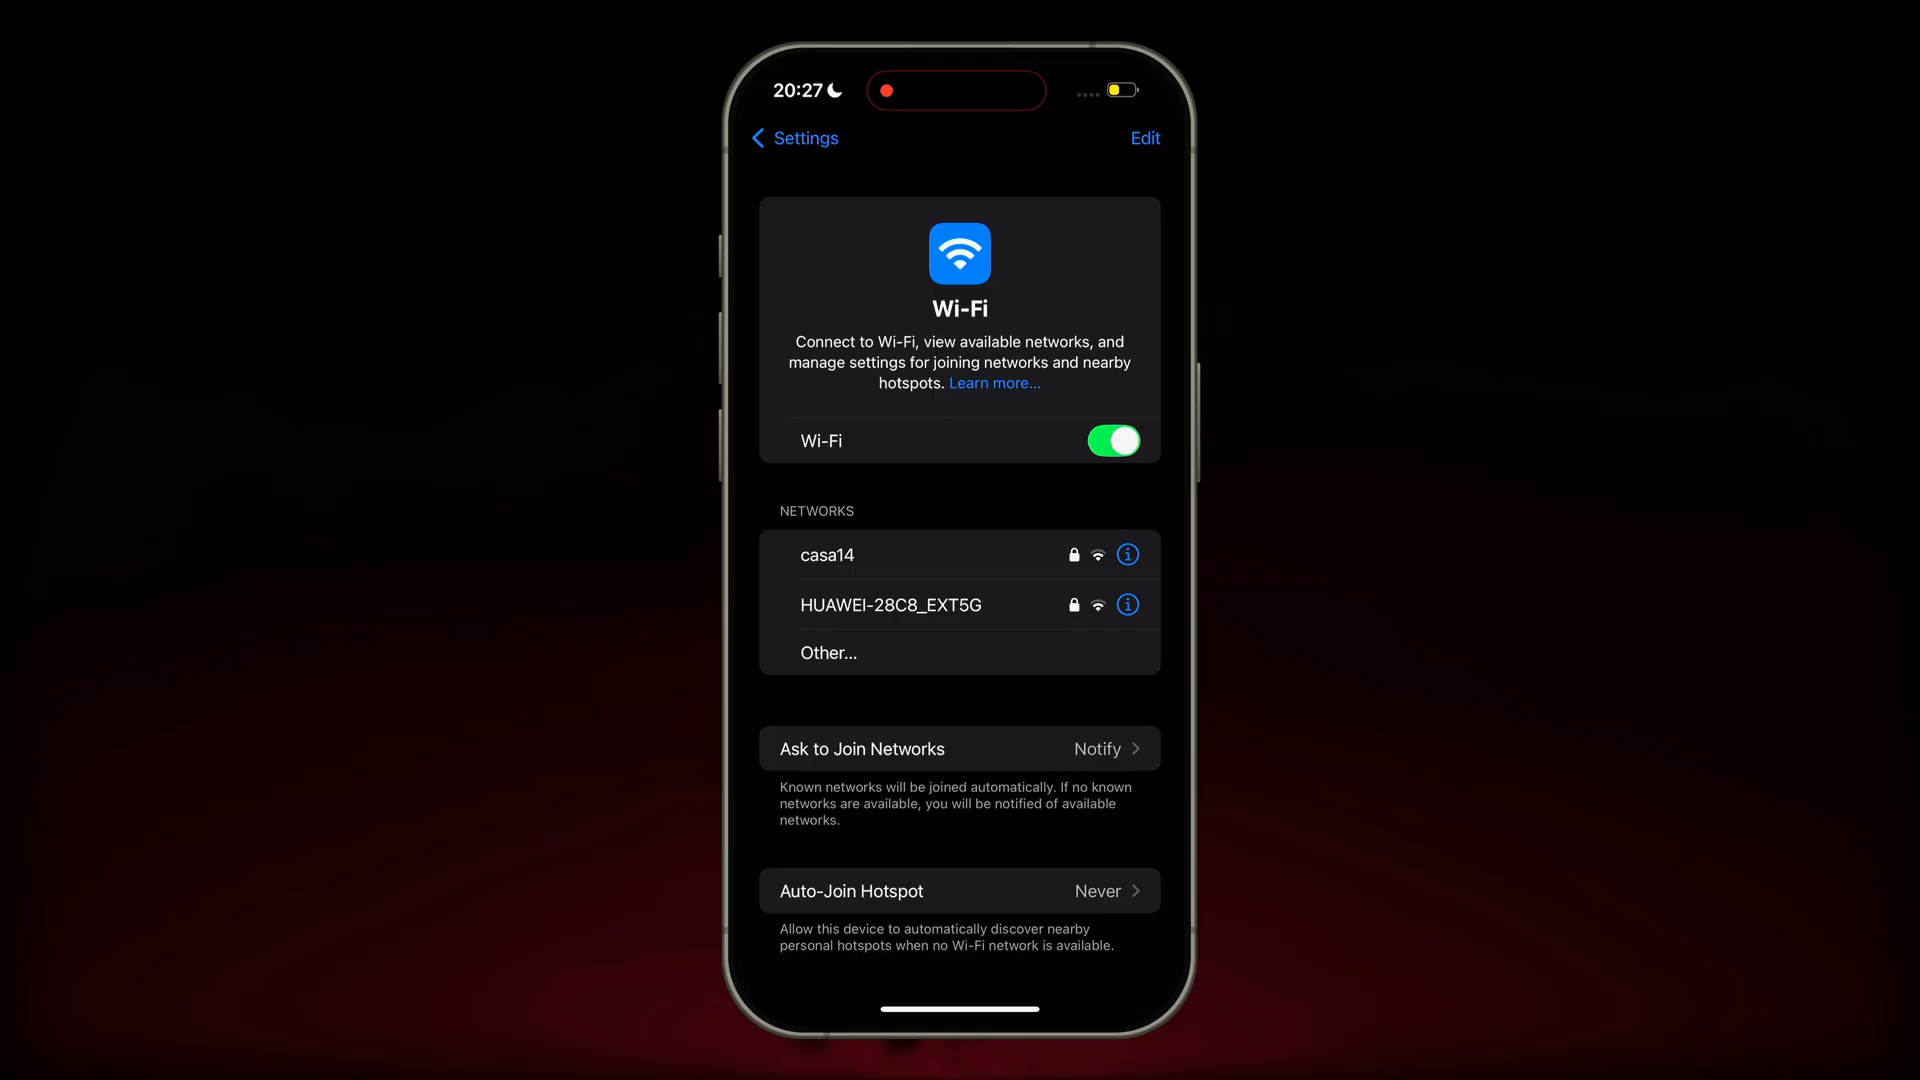 20:27
Settings
Edit
Wi-Fi
Connect to Wi-Fi, view available networks, and
manage settings for joining networks and nearby
hotspots. Learn more...
Wi-Fi
NETWORKS
casa14
HUAWEI-28C8_EXT5G
Other...
Ask to Join Networks Notify
Known networks will be joined automatically. If no known
networks are available, you will be notified of available
networks.
Auto-Join Hotspot Never
Allow this device to automatically discover nearby
personal hotspots when no Wi-Fi network is available.